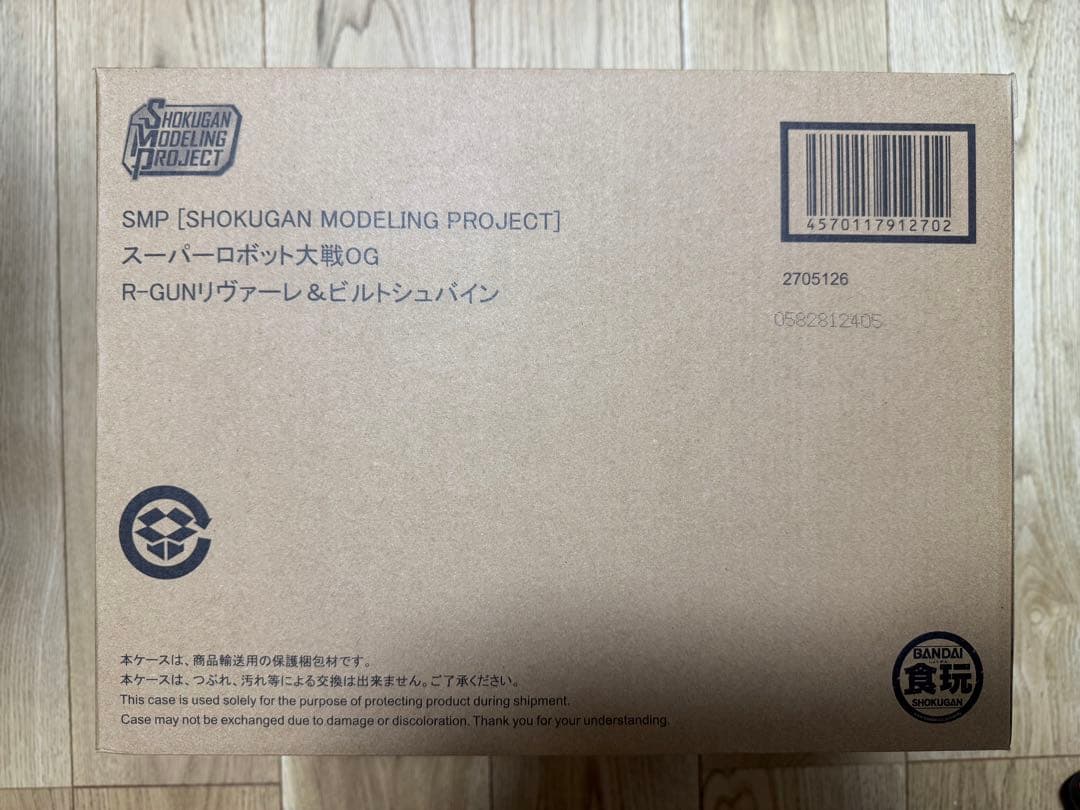 SHOKUGAN
MODELING
PROJECT
SMP [SHOKUGAN MODELING PROJECT]
スーパーロボット大戦OG
R-GUNリヴァーレ&ビルトシュバイン
4570117912702
2705126
0582812405
本ケースは、商品輸送用の保護梱包材です。
本ケースは、つぶれ、汚れ等による交換は出来ません。ご了承ください。
This case is used solely for the purpose of protecting product during shipment.
Case may not be exchanged due to damage or discoloration. Thank you for your understanding.
BANDAI
食玩
SHOKUGAN